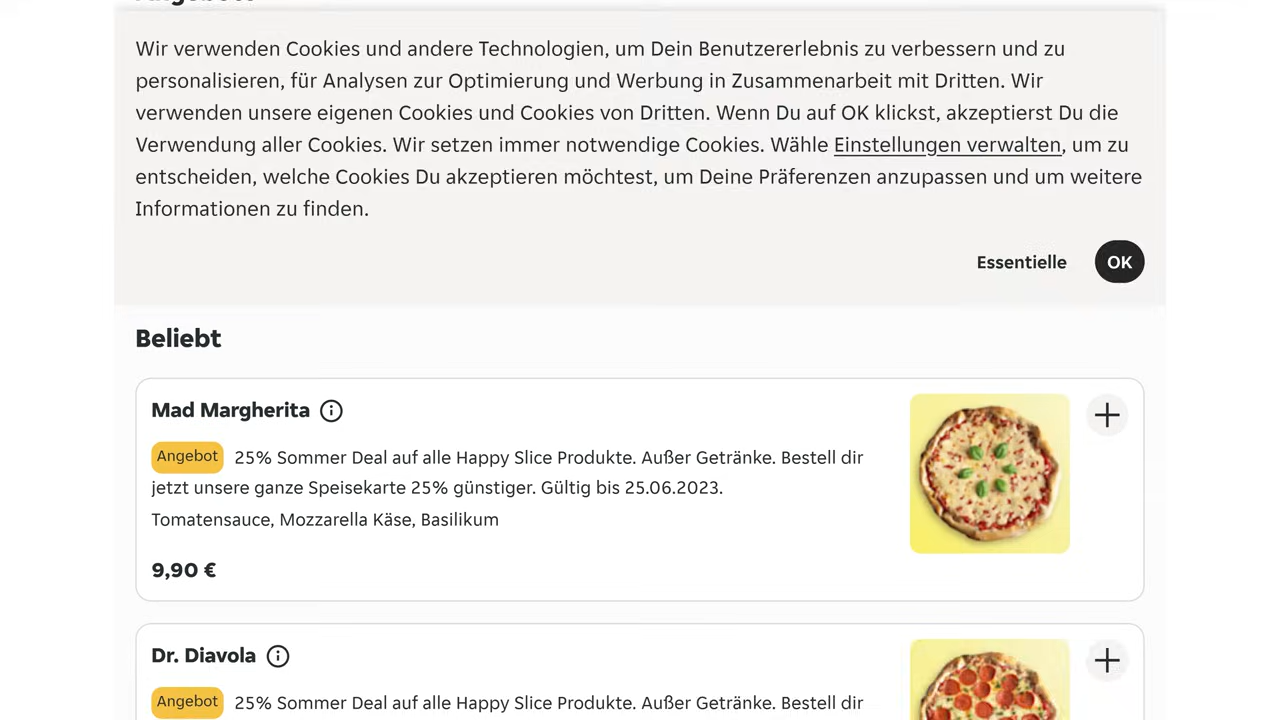 Wir verwenden Cookies und andere Technologien, um Dein Benutzererlebnis zu verbessern und zu
personalisieren, für Analysen zur Optimierung und Werbung in Zusammenarbeit mit Dritten. Wir
verwenden unsere eigenen Cookies und Cookies von Dritten. Wenn Du auf OK klickst, akzeptierst Du die
Verwendung aller Cookies. Wir setzen immer notwendige Cookies. Wähle Einstellungen verwalten, um zu
entscheiden, welche Cookies Du akzeptieren möchtest, um Deine Präferenzen anzupassen und um weitere
Informationen zu finden.
Essentielle OK
Beliebt
Mad Margherita
Angebot 25% Sommer Deal auf alle Happy Slice Produkte. Außer Getränke. Bestell dir
jetzt unsere ganze Speisekarte 25% günstiger. Gültig bis 25.06.2023.
Tomatensauce, Mozzarella Käse, Basilikum
9,90 €
Dr. Diavola
Angebot 25% Sommer Deal auf alle Happy Slice Produkte. Außer Getränke. Bestell dir